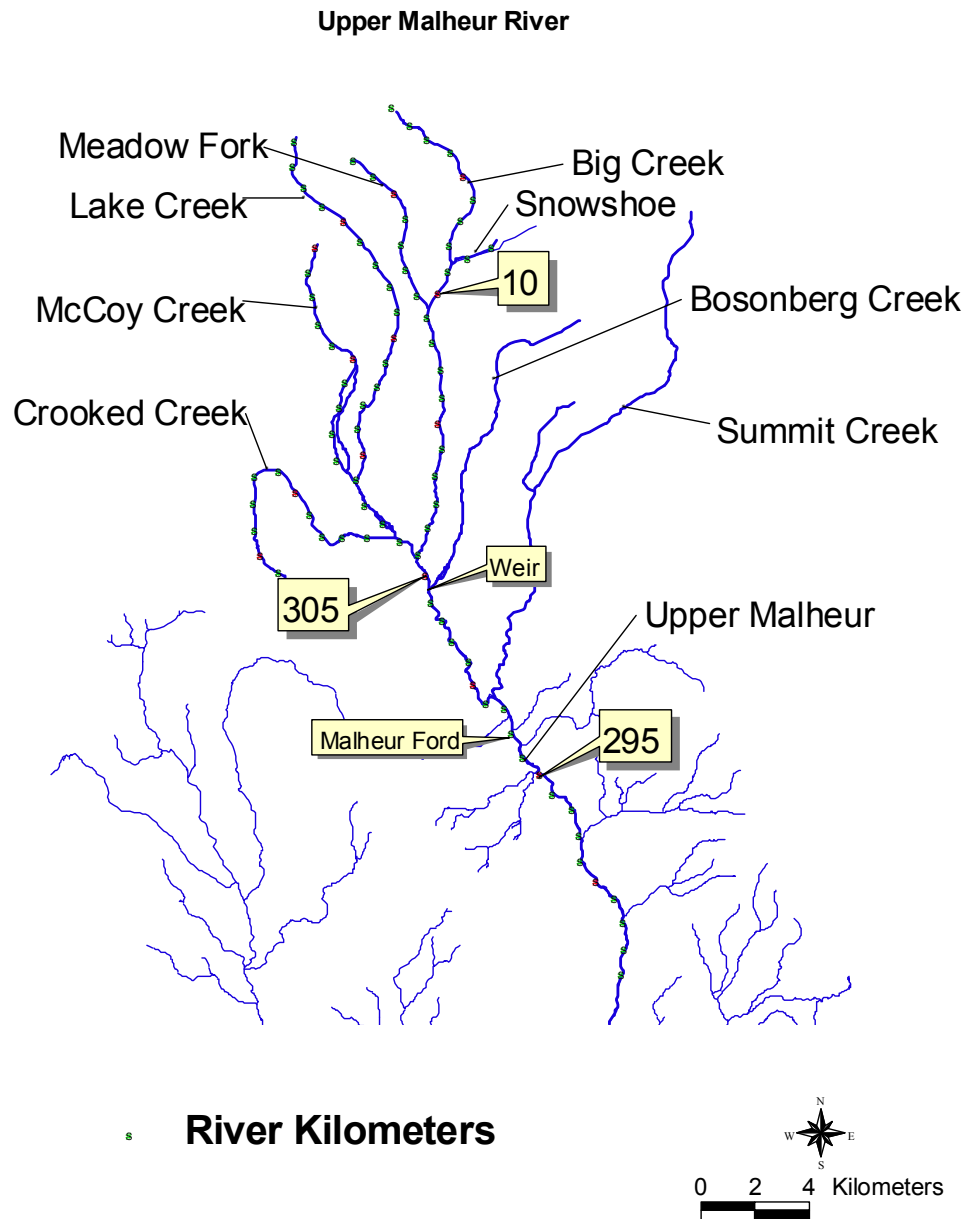 Upper Malheur River
Meadow Fork
Big Creek
Lake Creek
Snowshoe
10
McCoy Creek
Bosonberg Creek
Crooked Creek
Summit Creek
Weir
305
Upper Malheur
Malheur Ford
295
s River Kilometers
N
W E
S
0 2 4 Kilometers